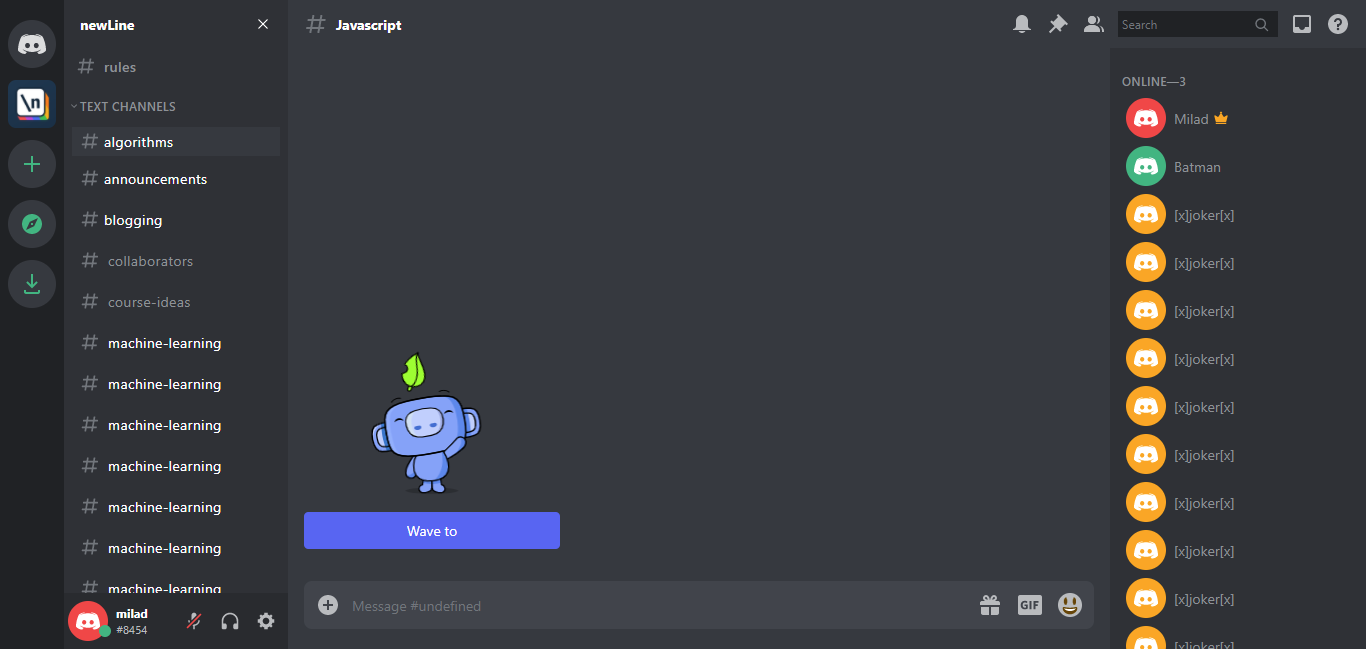 newLine
rules
TEXT CHANNELS
algorithms
announcements
blogging
collaborators
course-ideas
machine-learning
machine-learning
machine-learning
machine-learning
machine-learning
machine-learning
machine-learning
milad
#8454
\n
Javascript
Wave to
Message #undefined
GIF
Search
ONLINE—3
Milad
Batman
[x]joker[x]
[x]joker[x]
[x]joker[x]
[x]joker[x]
[x]joker[x]
[x]joker[x]
[x]joker[x]
[x]joker[x]
[x]joker[x]
[x]joker[x]